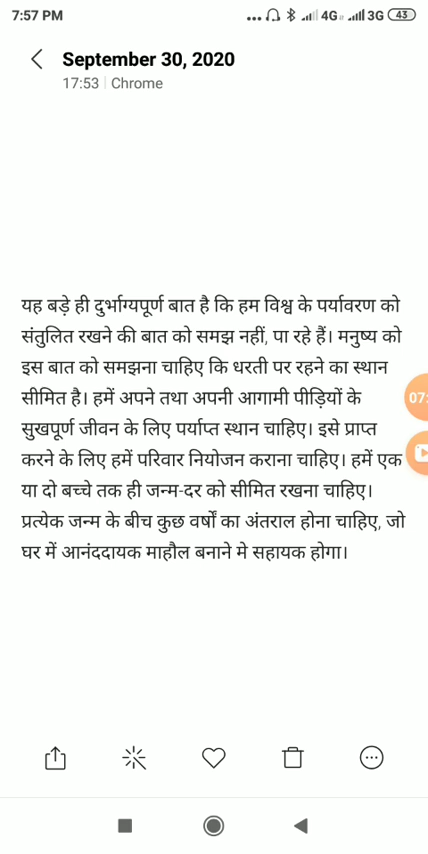 7:57 PM
4G 3G 43
September 30, 2020
17:53 | Chrome
यह बड़े ही दुर्भाग्यपूर्ण बात है कि हम विश्व के पर्यावरण को
संतुलित रखने की बात को समझ नहीं, पा रहे हैं। मनुष्य को
इस बात को समझना चाहिए कि धरती पर रहने का स्थान
सीमित है। हमें अपने तथा अपनी आगामी पीड़ियों के
सुखपूर्ण जीवन के लिए पर्याप्त स्थान चाहिए। इसे प्राप्त
करने के लिए हमें परिवार नियोजन कराना चाहिए। हमें एक
या दो बच्चे तक ही जन्म-दर को सीमित रखना चाहिए।
प्रत्येक जन्म के बीच कुछ वर्षों का अंतराल होना चाहिए, जो
घर में आनंददायक माहौल बनाने मे सहायक होगा।
07: